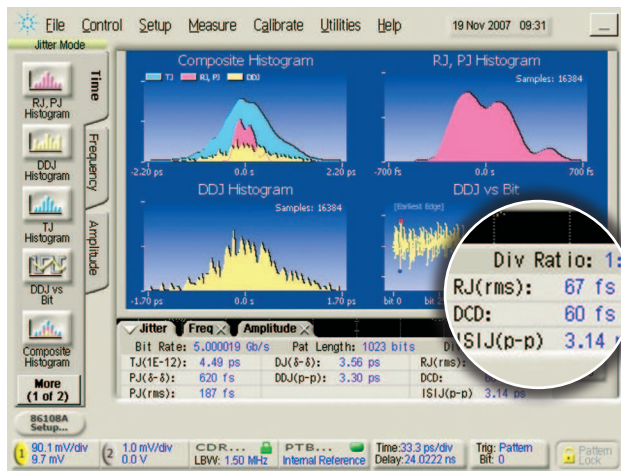 File Control Setup Measure Calibrate Utilities Help 19 Nov 2007 09:31
Jitter Mode
RJ, PJ
Histogram
DDJ
Histogram
TJ
Histogram
DDJ vs
Bit
Composite
Histogram
More
(1 of 2)
86108A
Setup...
Time
Frequency
Amplitude
Composite Histogram
TJ RJ, PJ DDJ
-2.20 ps 0.0 s 2.20 ps
RJ, PJ Histogram
Samples: 16384
-700 fs 0.0 s 700 fs
DDJ Histogram
Samples: 16384
-1.70 ps 0.0 s 1.70 ps
DDJ vs Bit
[Earliest Edge]
bit 0 bit
Div Ratio: 1:
RJ(rms): 67 fs
DCD: 60 fs
ISIJ(p-p) 3.14
Jitter Freq Amplitude
Bit Rate: 5.000019 Gb/s Pat Length: 1023 bits
TJ(1E-12): 4.49 ps DJ(δ-δ): 3.56 ps RJ(rms):
PJ(δ-δ): 620 fs DDJ(p-p): 3.30 ps DCD:
PJ(rms): 187 fs ISIJ(p-p) 3.14 ps
1 90.1 mV/div
9.7 mV
2 1.0 mV/div
0.0 V
CDR...
LBW: 1.50 MHz
PTB...
Internal Reference
Time:33.3 ps/div
Delay:24.0222 ns
Trig: Pattern
Bit: 0
Pattern
Lock